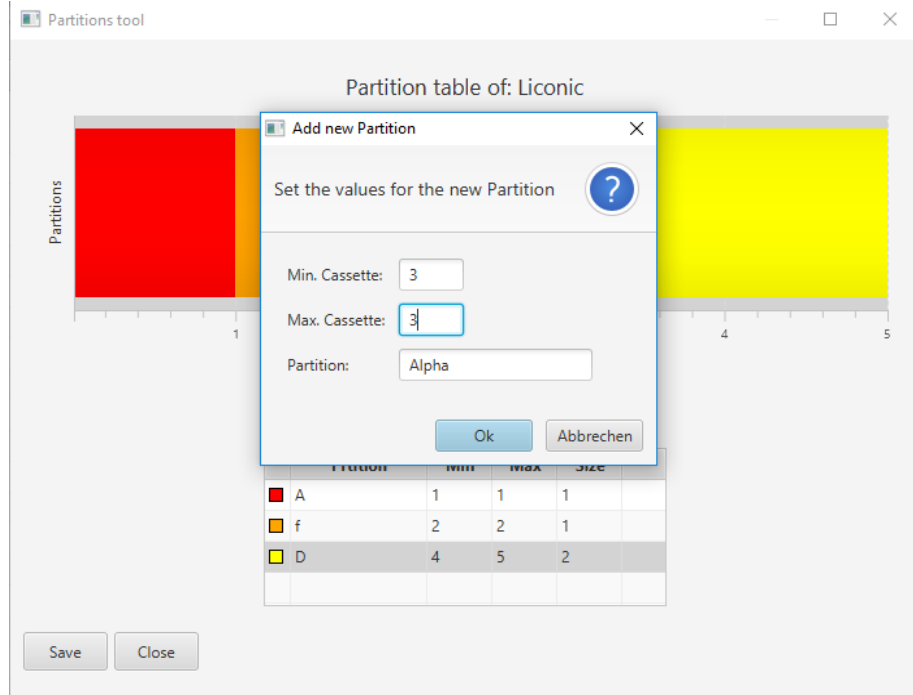 Partitions tool
Partition table of: Liconic
Add new Partition
Set the values for the new Partition
?
Partitions
Min. Cassette: 3
Max. Cassette: 3
Partition: Alpha
1 4 5
Ok Abbrechen
Prtition Min Max Size
A 1 1 1
f 2 2 1
D 4 5 2
Save Close